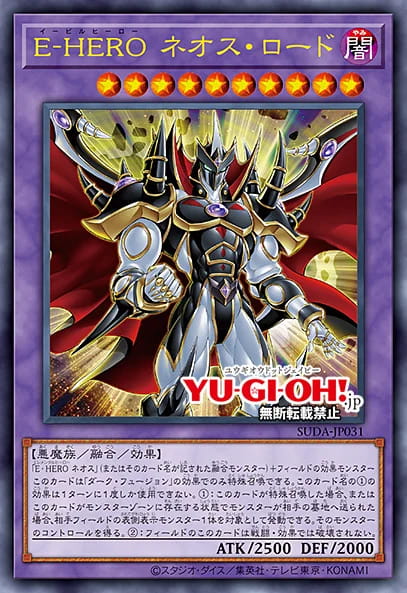 イービルヒーロー
E-HERO ネオス・ロード
やみ
闇
ユウギオウドットジェイピー
YU-GI-OH!.jp
無断転載禁止
SUDA-JP031
【悪魔族／融合／効果】
「E・HERO ネオス」(またはそのカード名が記された融合モンスター)＋フィールドの効果モンスター
このカードは「ダーク・フュージョン」の効果でのみ特殊召喚できる。このカード名の①の
効果は1ターンに1度しか使用できない。①：このカードが特殊召喚した場合、または
このカードがモンスターゾーンに存在する状態でモンスターが相手の墓地へ送られた
場合、相手フィールドの表側表示モンスター1体を対象として発動できる。そのモンスター
のコントロールを得る。②：フィールドのこのカードは戦闘・効果では破壊されない。
ATK/2500 DEF/2000
©スタジオ・ダイス／集英社・テレビ東京・KONAMI